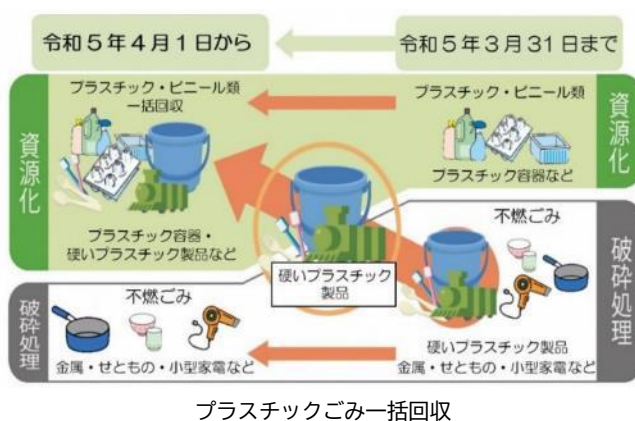 令和5年4月1日から
令和5年3月31日まで
資源化
プラスチック・ビニール類
一括回収
プラスチック容器・
硬いプラスチック製品など
プラスチック・ビニール類
プラスチック容器など
資源化
硬いプラスチック
製品
破砕処理
不燃ごみ
金属・せともの・小型家電など
不燃ごみ
硬いプラスチック製品
金属・せともの・小型家電など
破砕処理
プラスチックごみ一括回収